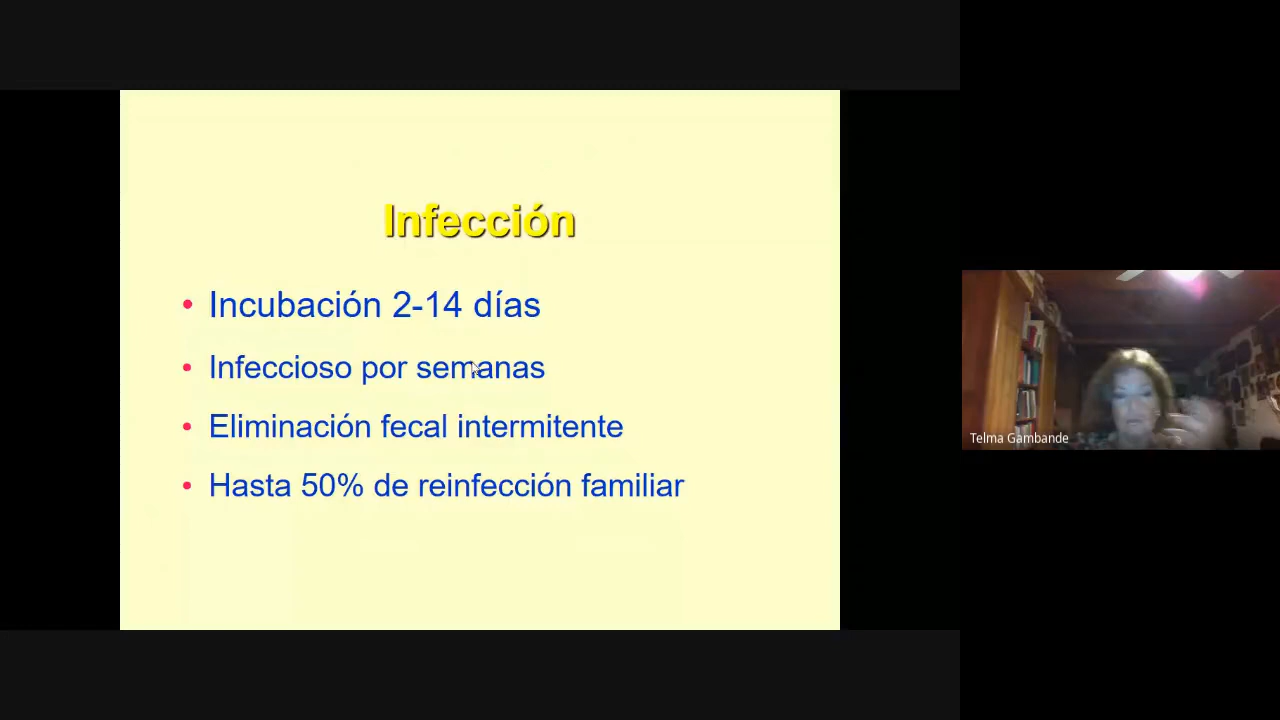 Infección
• Incubación 2-14 días
• Infeccioso por semanas
• Eliminación fecal intermitente
• Hasta 50% de reinfección familiar
Telma Gambande